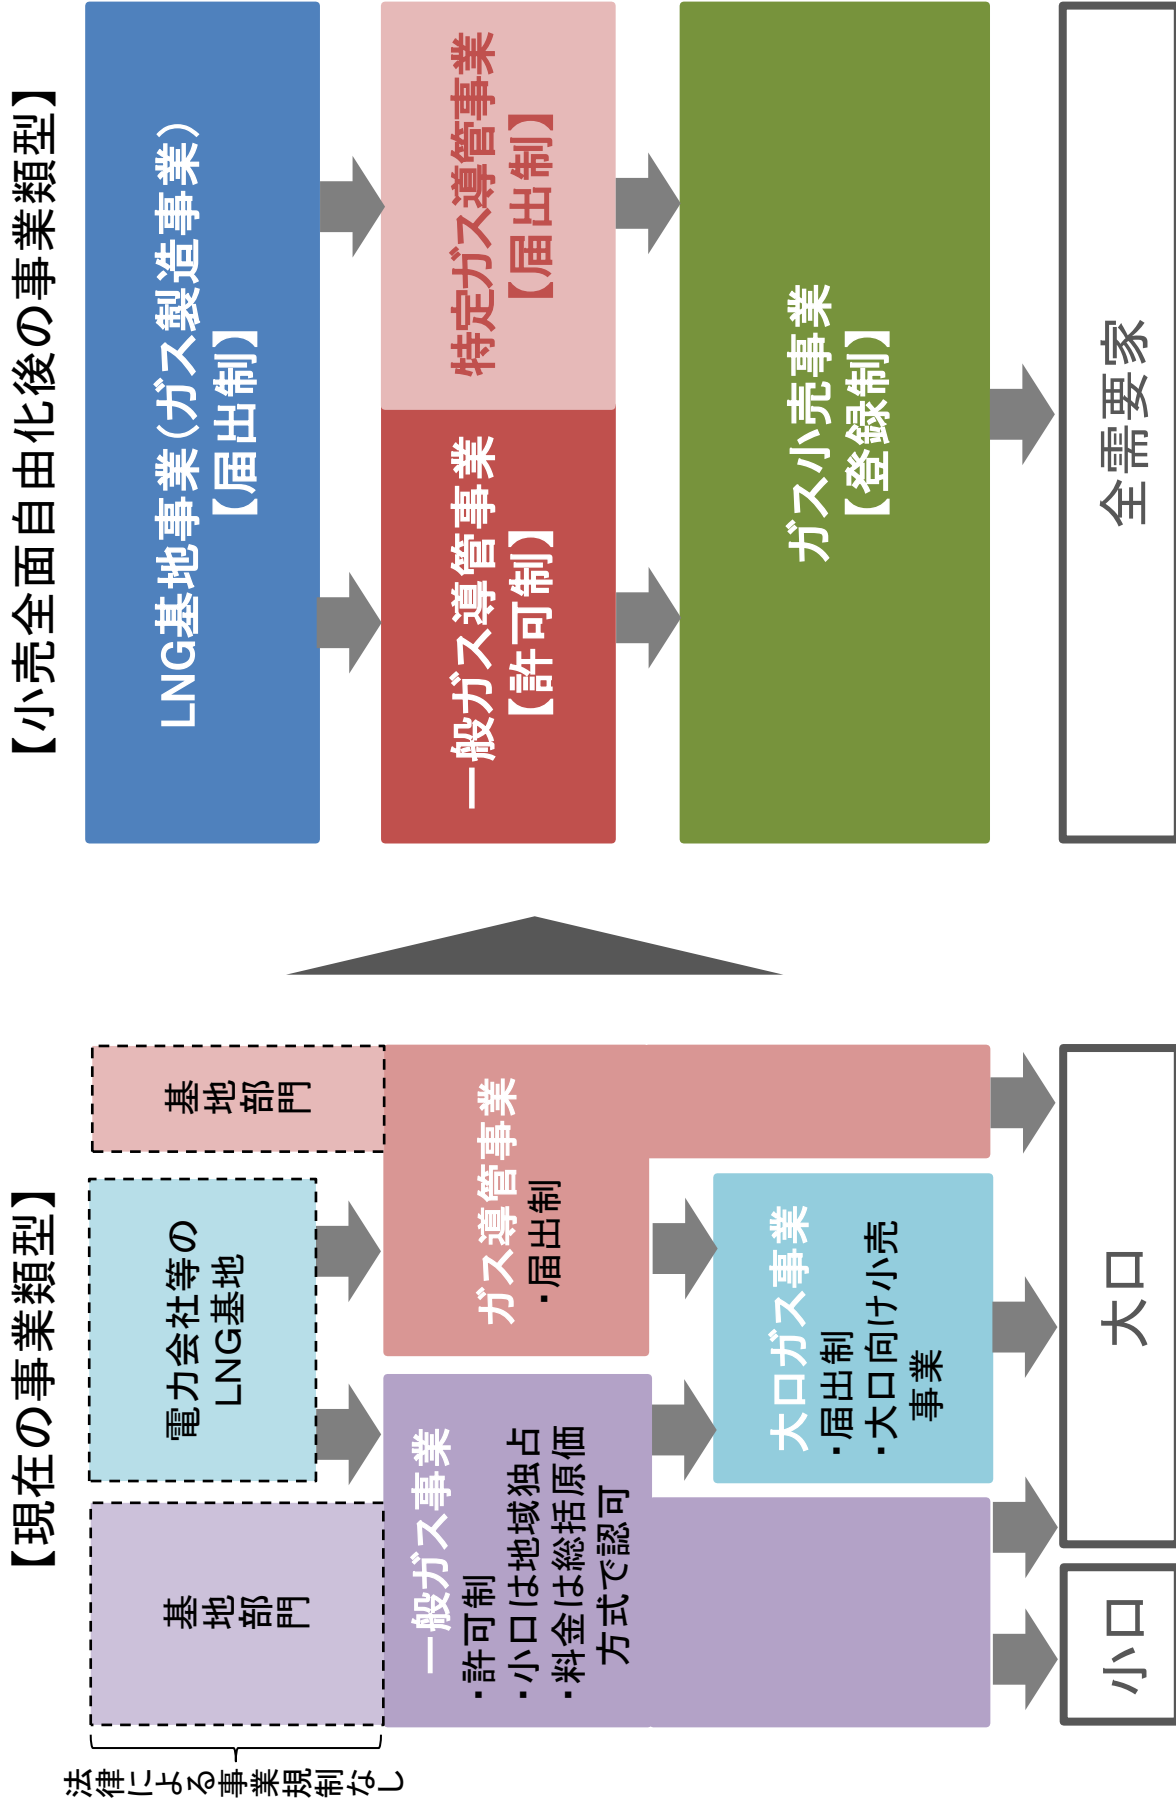 【現在の事業類型】
法律による事業規制なし
基地部門
電力会社等の
LNG基地
基地部門
一般ガス事業
・許可制
・小口は地域独占
・料金は総括原価
方式で認可
ガス導管事業
・届出制
大口ガス事業
・届出制
・大口向け小売
事業
小口
大口
【小売全面自由化後の事業類型】
LNG基地事業（ガス製造事業）
【届出制】
一般ガス導管事業
【許可制】
特定ガス導管事業
【届出制】
ガス小売事業
【登録制】
全需要家